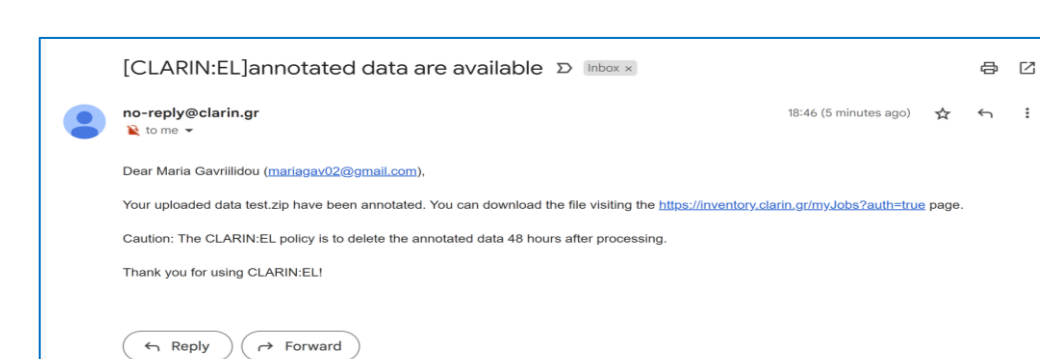 [CLARIN:EL]annotated data are available Inbox ×
no-reply@clarin.gr 18:46 (5 minutes ago)
to me
Dear Maria Gavriilidou (mariagav02@gmail.com),
Your uploaded data test.zip have been annotated. You can download the file visiting the https://inventory.clarin.gr/myJobs?auth=true page.
Caution: The CLARIN:EL policy is to delete the annotated data 48 hours after processing.
Thank you for using CLARIN:EL!
Reply Forward